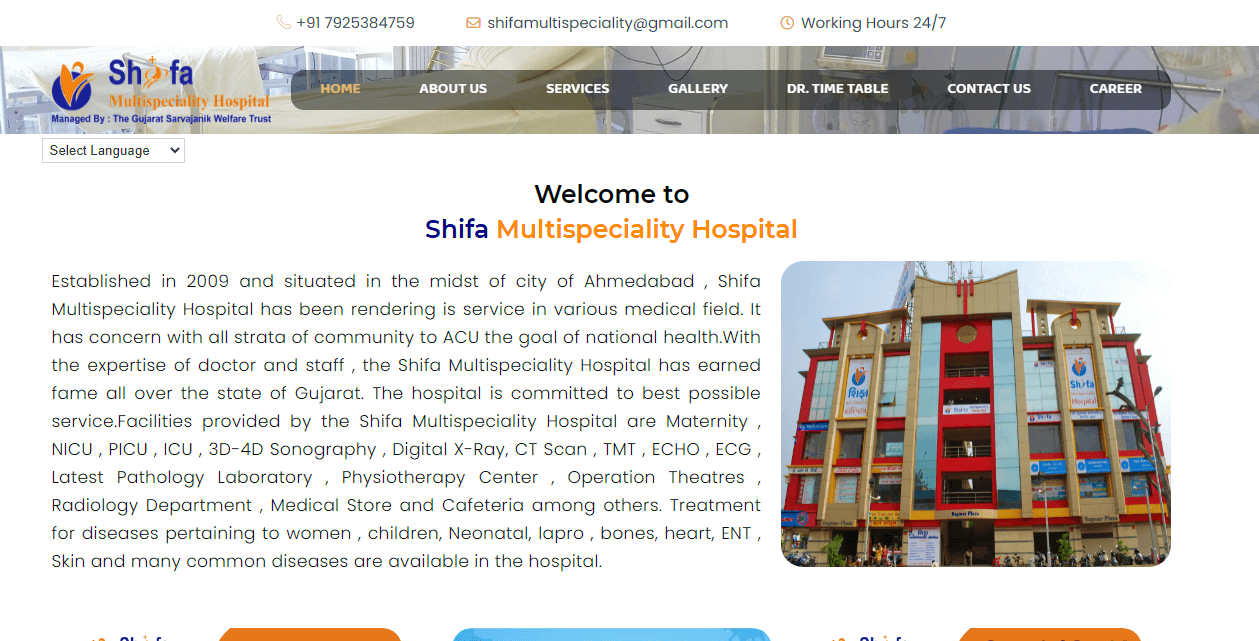 +91 7925384759
shifamultispeciality@gmail.com
Working Hours 24/7
Shifa
Multispeciality Hospital
Managed By : The Gujarat Sarvajanik Welfare Trust
HOME
ABOUT US
SERVICES
GALLERY
DR. TIME TABLE
CONTACT US
CAREER
Select Language
Welcome to
Shifa Multispeciality Hospital
Established in 2009 and situated in the midst of city of Ahmedabad , Shifa
Multispeciality Hospital has been rendering is service in various medical field. It
has concern with all strata of community to ACU the goal of national health.With
the expertise of doctor and staff , the Shifa Multispeciality Hospital has earned
fame all over the state of Gujarat. The hospital is committed to best possible
service.Facilities provided by the Shifa Multispeciality Hospital are Maternity ,
NICU , PICU , ICU , 3D-4D Sonography , Digital X-Ray, CT Scan , TMT , ECHO , ECG ,
Latest Pathology Laboratory , Physiotherapy Center , Operation Theatres ,
Radiology Department , Medical Store and Cafeteria among others. Treatment
for diseases pertaining to women , children, Neonatal, lapro , bones, heart, ENT ,
Skin and many common diseases are available in the hospital.
શિફા
Shifa
Hospital